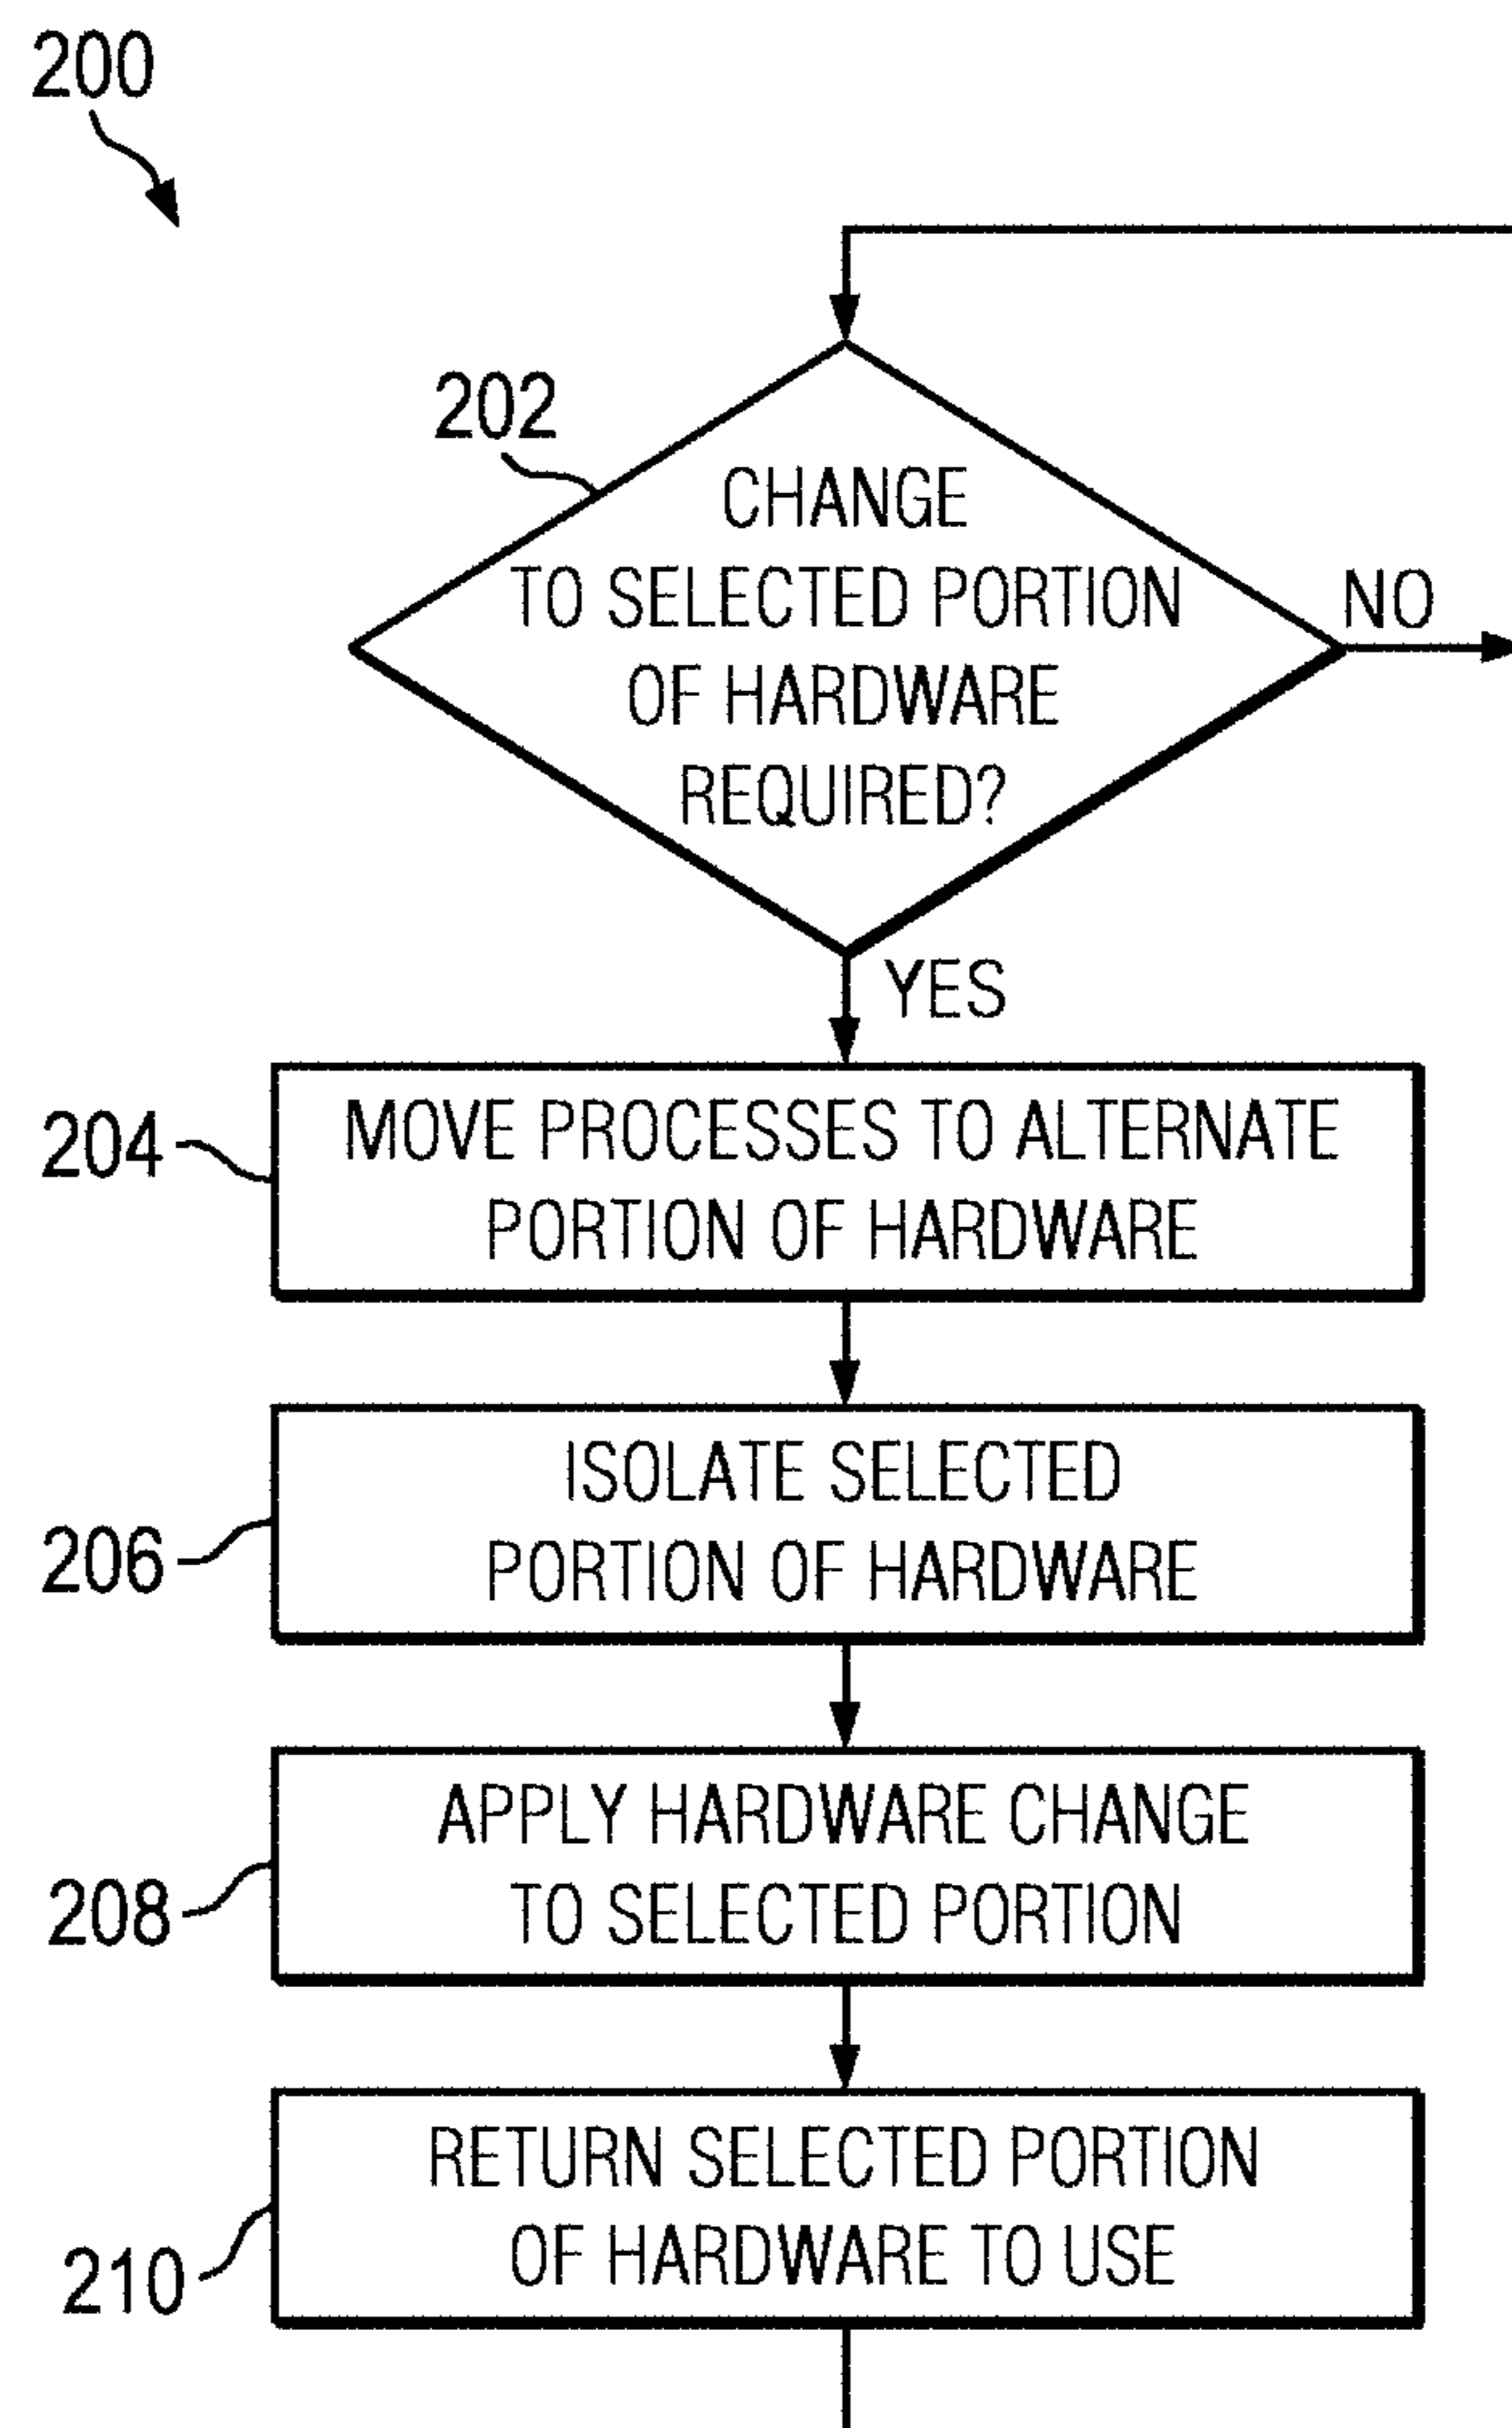 200
202
CHANGE
TO SELECTED PORTION
OF HARDWARE
REQUIRED?
NO
YES
204
MOVE PROCESSES TO ALTERNATE
PORTION OF HARDWARE
206
ISOLATE SELECTED
PORTION OF HARDWARE
208
APPLY HARDWARE CHANGE
TO SELECTED PORTION
210
RETURN SELECTED PORTION
OF HARDWARE TO USE